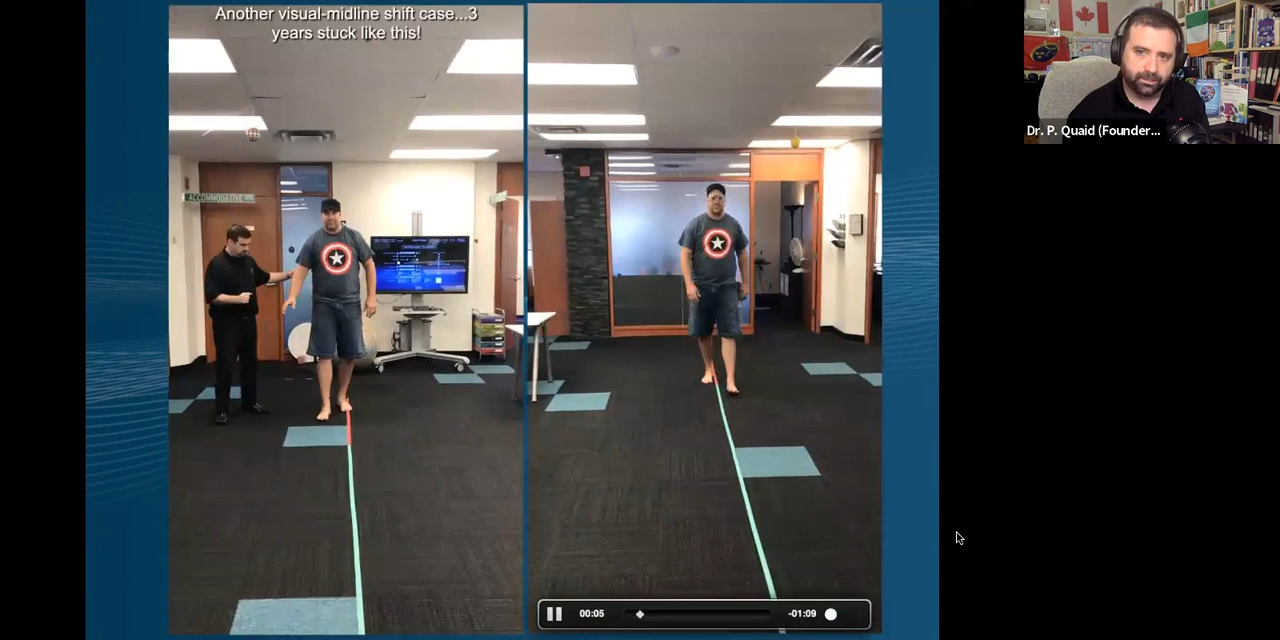 Another visual-midline shift case...3
years stuck like this!
ACCOMMODATIVE
Dr. P. Quaid (Founder...
00:05
-01:09